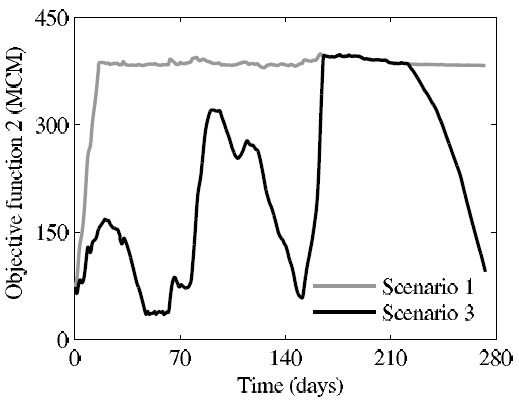 450
300
150
0
0
70
140
210
280
Objective function 2 (MCM)
Time (days)
Scenario 1
Scenario 3